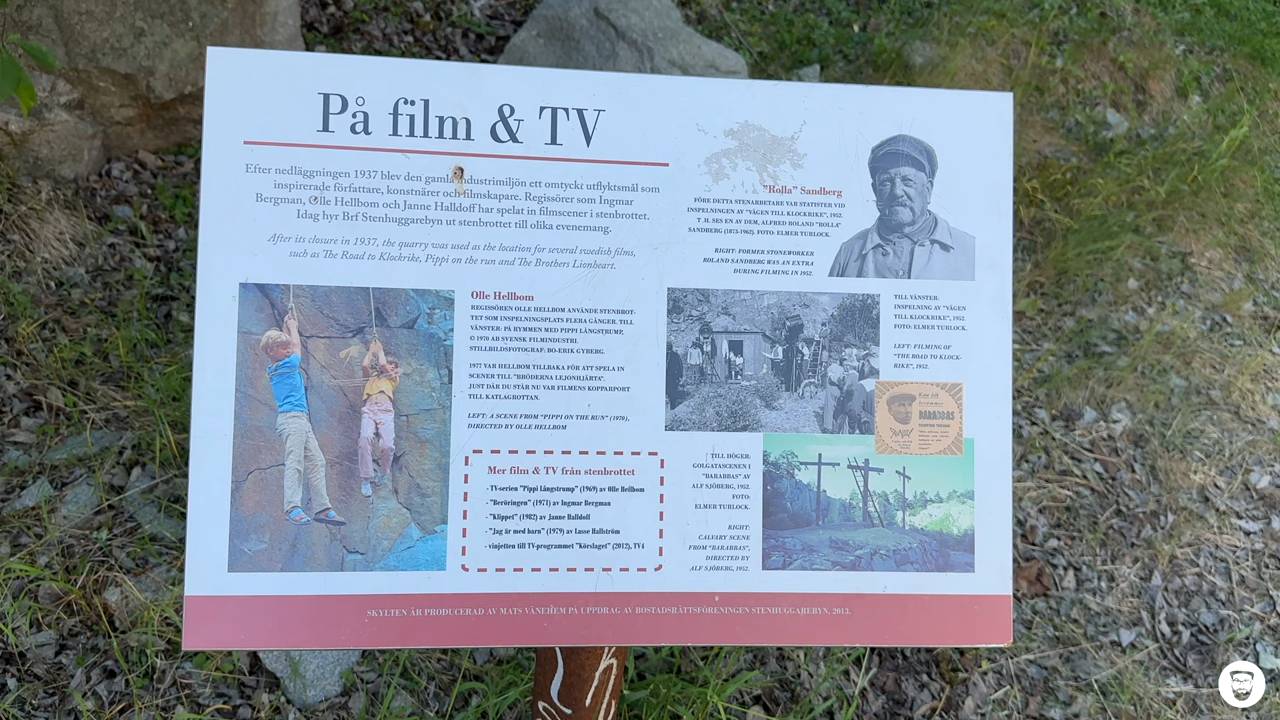 På film & TV
Efter nedläggningen 1937 blev den gamla industrimiljön ett omtyckt utflyktsmål som
inspirerade författare, konstnärer och filmskapare. Regissörer som Ingmar
Bergman, Olle Hellbom och Janne Halldoff har spelat in filmscener i stenbrottet.
Idag hyr Brf Stenhuggarebyn ut stenbrottet till olika evenemang.
After its closure in 1937, the quarry was used as the location for several swedish films,
such as The Road to Klockrike, Pippi on the run and The Brothers Lionheart.
"Rolla" Sandberg
FÖRE DETTA STENARBETARE VAR STATISTER VID
INSPELNINGEN AV "VÄGEN TILL KLOCKRIKE", 1952.
T .H. SES EN AV DEM, ALFRED ROLAND "ROLLA"
SANDBERG (1873-1962). FOTO: ELMER TURLOCK.
RIGHT: FORMER STONEWORKER
ROLAND SANDBERG WAS AN EXTRA
DURING FILMING IN 1952.
Olle Hellbom
REGISSÖREN OLLE HELLBOM ANVÄNDE STENBROT-
TET SOM INSPELNINGSPLATS FLERA GÅNGER. TILL
VÄNSTER: PÅ RYMMEN MED PIPPI LÅNGSTRUMP,
© 1970 AB SVENSK FILMINDUSTRI.
STILLBILDSFOTOGRAF: BO-ERIK GYBERG.
1977 VAR HELLBOM TILLBAKA FÖR ATT SPELA IN
SCENER TILL "BRÖDERNA LEJONHJÄRTA".
JUST DÄR DU STÅR NU VAR FILMENS KOPPARPORT
TILL KATLAGROTTAN.
LEFT: A SCENE FROM "PIPPI ON THE RUN" (1970),
DIRECTED BY OLLE HELLBOM
Mer film & TV från stenbrottet
- TV-serien "Pippi Långstrump" (1969) av Olle Hellbom
- "Beröringen" (1971) av Ingmar Bergman
- "Klippet" (1982) av Janne Halldoff
- "Jag är med barn" (1979) av Lasse Hallström
- vinjetten till TV-programmet "Körslaget" (2012), TV4
TILL VÄNSTER:
INSPELNING AV "VÄGEN
TILL KLOCKRIKE", 1952.
FOTO: ELMER TURLOCK.
LEFT: FILMING OF
"THE ROAD TO KLOCK-
RIKE", 1952.
BARABBAS
TILL HÖGER:
GOLGATASCENEN I
"BARABBAS" AV
ALF SJÖBERG, 1952.
FOTO:
ELMER TURLOCK.
RIGHT:
CALVARY SCENE
FROM "BARABBAS",
DIRECTED BY
ALF SJÖBERG, 1952.
SKYLTEN ÄR PRODUCERAD AV MATS VÄNEHEM PÅ UPPDRAG AV BOSTADSRÄTTSFÖRENINGEN STENHUGGAREBYN, 2013.